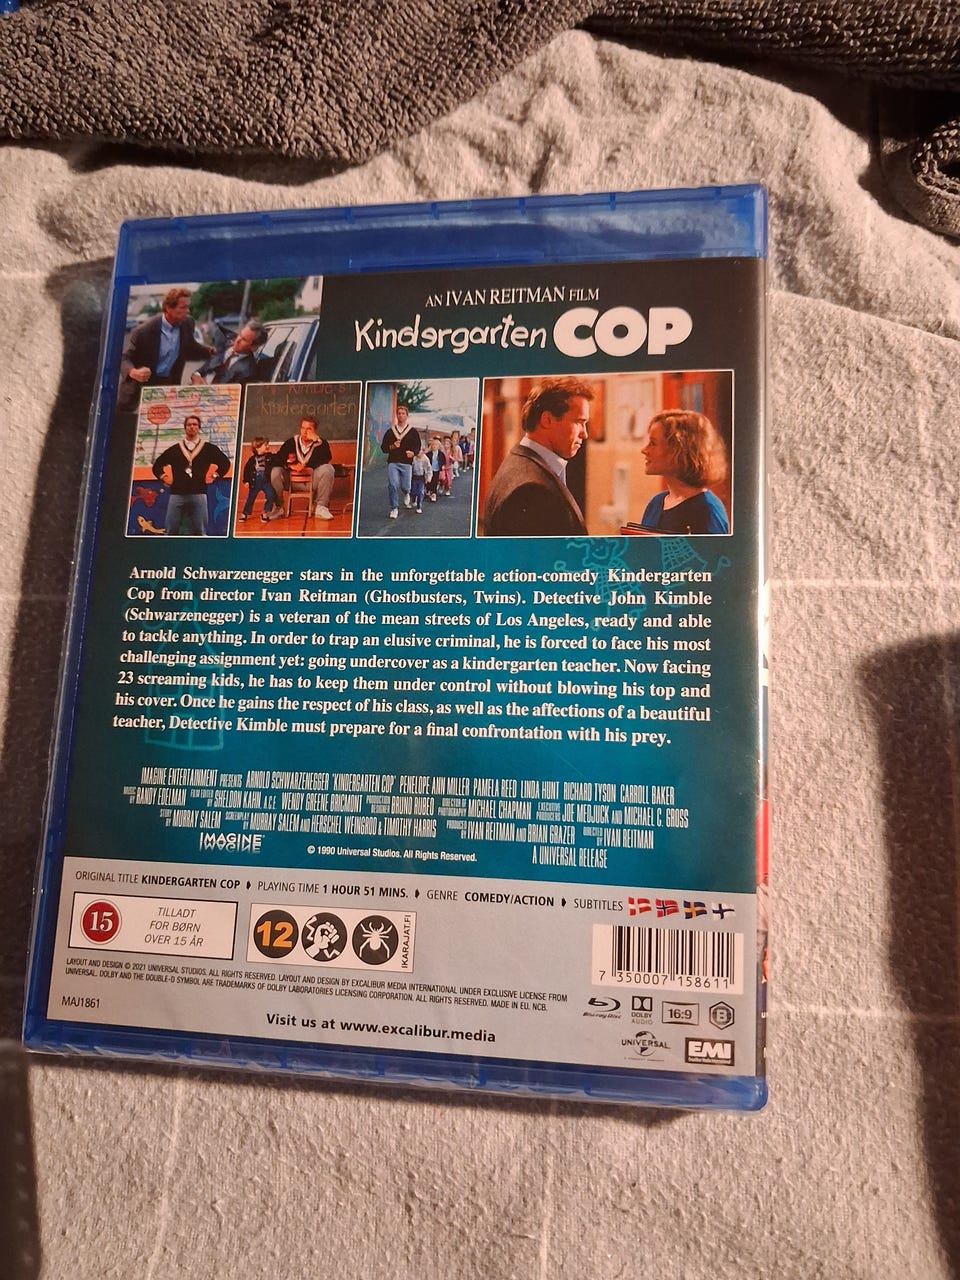 AN IVAN REITMAN FILM
Kindergarten COP
kindergarten
Arnold Schwarzenegger stars in the unforgettable action-comedy Kindergarten
Cop from director Ivan Reitman (Ghostbusters, Twins). Detective John Kimble
(Schwarzenegger) is a veteran of the mean streets of Los Angeles, ready and able
to tackle anything. In order to trap an elusive criminal, he is forced to face his most
challenging assignment yet: going undercover as a kindergarten teacher. Now facing
23 screaming kids, he has to keep them under control without blowing his top and
his cover. Once he gains the respect of his class, as well as the affections of a beautiful
teacher, Detective Kimble must prepare for a final confrontation with his prey.
IMAGINE ENTERTAINMENT PRESENTS ARNOLD SCHWARZENEGGER "KINDERGARTEN COP" PENELOPE ANN MILLER PAMELA REED LINDA HUNT RICHARD TYSON CARROLL BAKER
MUSIC BY RANDY EDELMAN FILM EDITED BY SHELDON KAHN A.C.E. WENDY GREENE BRICMONT PRODUCTION DESIGNER BRUNO RUBEO DIRECTOR OF PHOTOGRAPHY MICHAEL CHAPMAN EXECUTIVE PRODUCERS JOE MEDJUCK AND MICHAEL C. GROSS
STORY BY MURRAY SALEM SCREENPLAY BY MURRAY SALEM AND HERSCHEL WEINGROD & TIMOTHY HARRIS PRODUCED BY IVAN REITMAN AND BRIAN GRAZER DIRECTED BY IVAN REITMAN
IMAGINE
© 1990 Universal Studios. All Rights Reserved.
A UNIVERSAL RELEASE
ORIGINAL TITLE KINDERGARTEN COP PLAYING TIME 1 HOUR 51 MINS. GENRE COMEDY/ACTION SUBTITLES
15
TILLADT
FOR BØRN
OVER 15 ÅR
12
IKARAJAT.FI
7 350007 158611
LAYOUT AND DESIGN © 2021 UNIVERSAL STUDIOS. ALL RIGHTS RESERVED. LAYOUT AND DESIGN BY EXCALIBUR MEDIA INTERNATIONAL UNDER EXCLUSIVE LICENSE FROM
UNIVERSAL. DOLBY AND THE DOUBLE-D SYMBOL ARE TRADEMARKS OF DOLBY LABORATORIES LICENSING CORPORATION. ALL RIGHTS RESERVED. MADE IN EU. NCB.
MAJ1861
Blu-ray Disc
DOLBY
AUDIO
16:9
B
Visit us at www.excalibur.media
UNIVERSAL
EMI